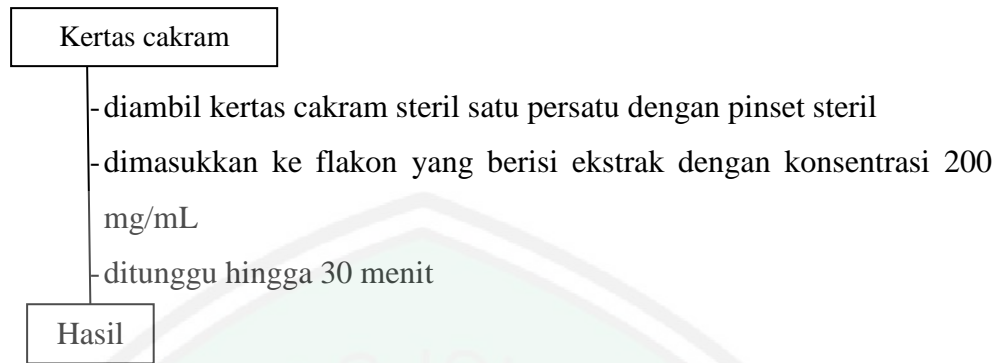 Kertas cakram
-diambil kertas cakram steril satu persatu dengan pinset steril
-dimasukkan ke flakon yang berisi ekstrak dengan konsentrasi 200
mg/mL
-ditunggu hingga 30 menit
Hasil